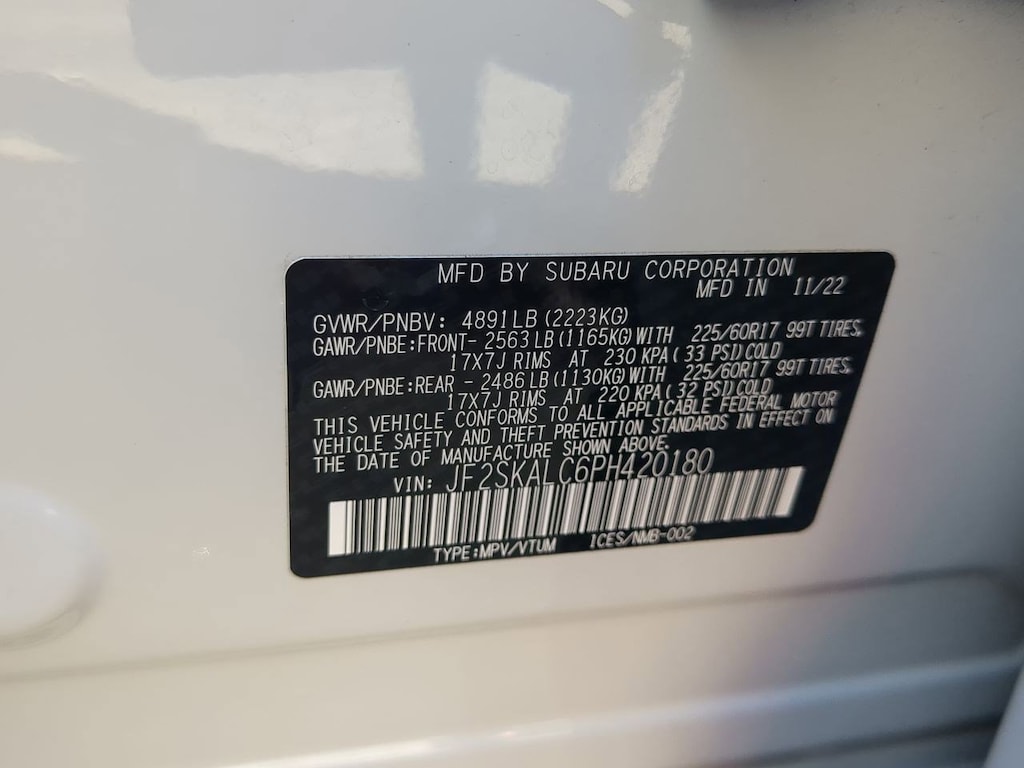 MFD BY SUBARU CORPORATION
MFD IN 11/22
GVWR/PNBV: 4891LB(2223KG)
GAWR/PNBE:FRONT- 2563LB(1165KG)WITH 225/60R17 99T TIRES,
17X7J RIMS AT 230 KPA(33 PSI)COLD
GAWR/PNBE:REAR - 2486LB(1130KG)WITH 225/60R17 99T TIRES,
17X7J RIMS AT 220 KPA(32 PSI)COLD
THIS VEHICLE CONFORMS TO ALL APPLICABLE FEDERAL MOTOR
VEHICLE SAFETY AND THEFT PREVENTION STANDARDS IN EFFECT ON
THE DATE OF MANUFACTURE SHOWN ABOVE.
VIN: JF2SKALC6PH420180
TYPE:MPV/VTUM ICES/NMB-002